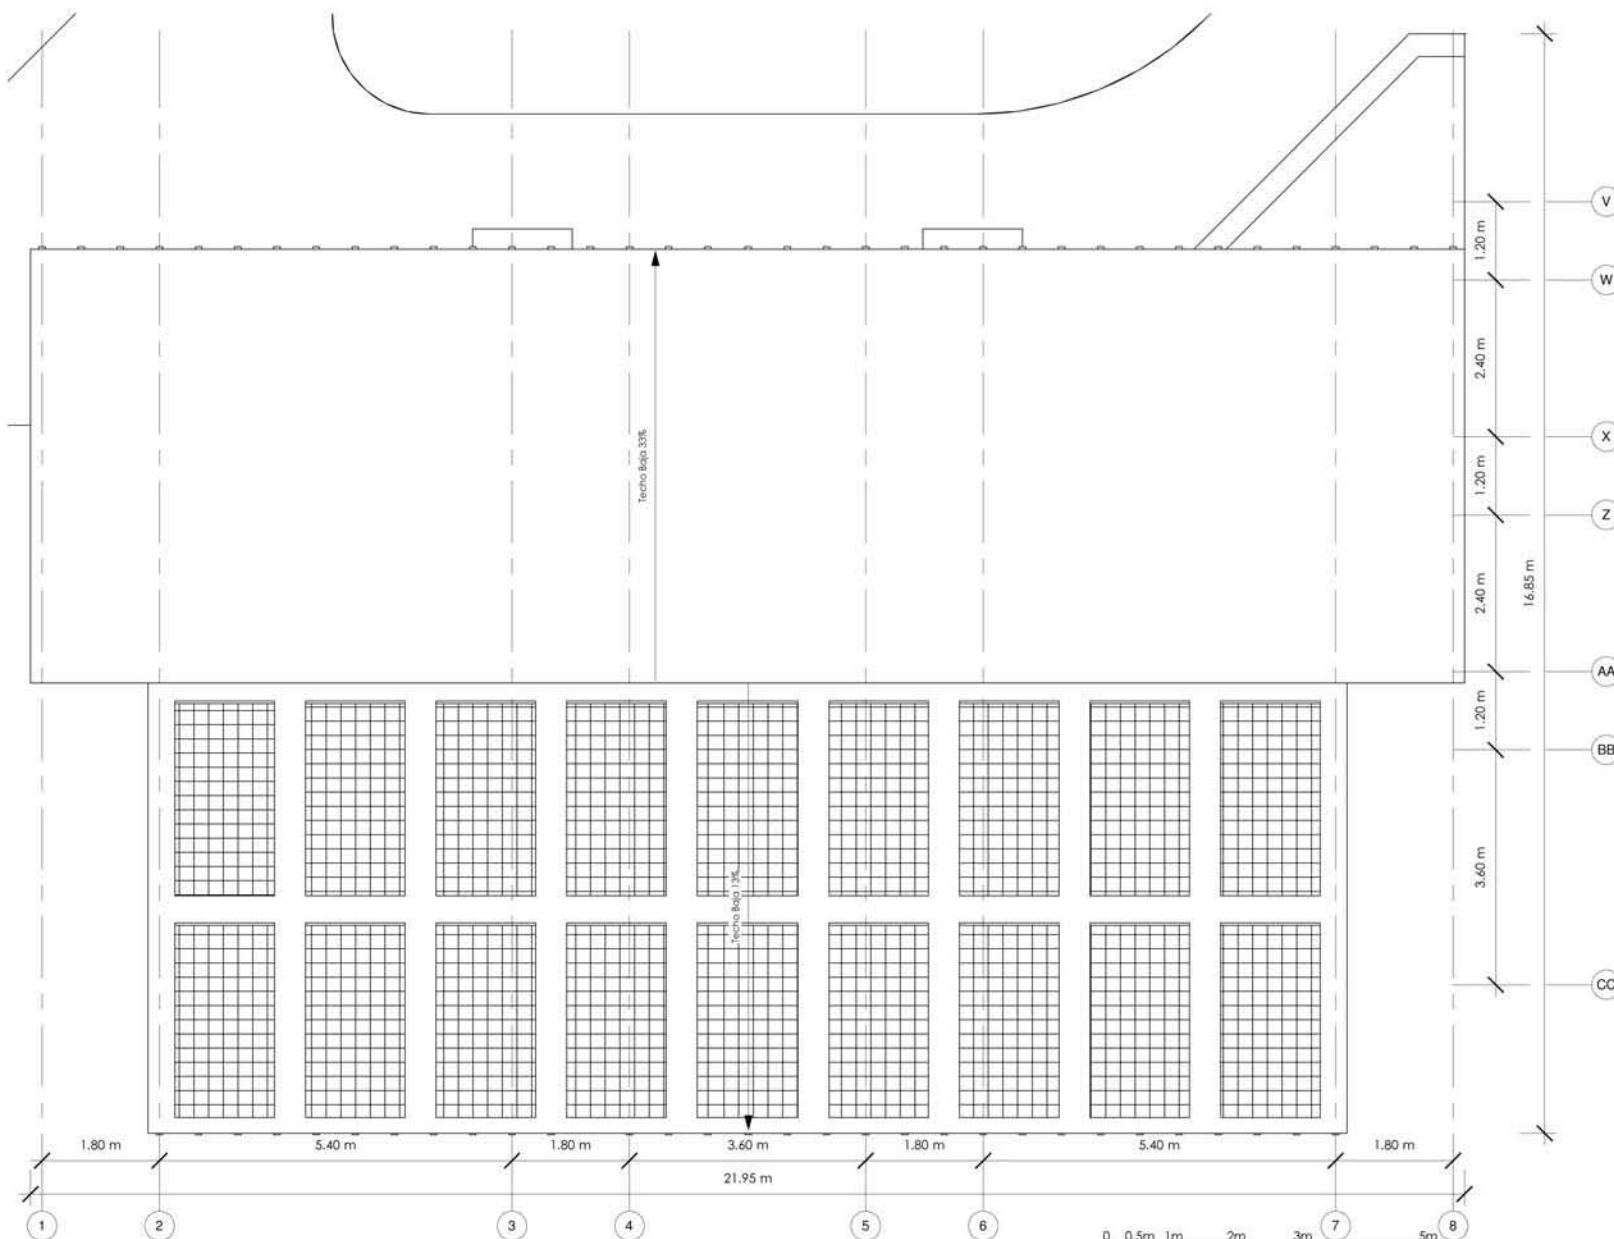 V
1.20 m
W
2.40 m
X
1.20 m
Z
Techo Baja 33%
2.40 m
16.85 m
AA
1.20 m
BB
3.60 m
Techo Baja 13%
CC
1.80 m 5.40 m 1.80 m 3.60 m 1.80 m 5.40 m 1.80 m
21.95 m
1 2 3 4 5 6 7 8
0 0.5m 1m 2m 3m 5m